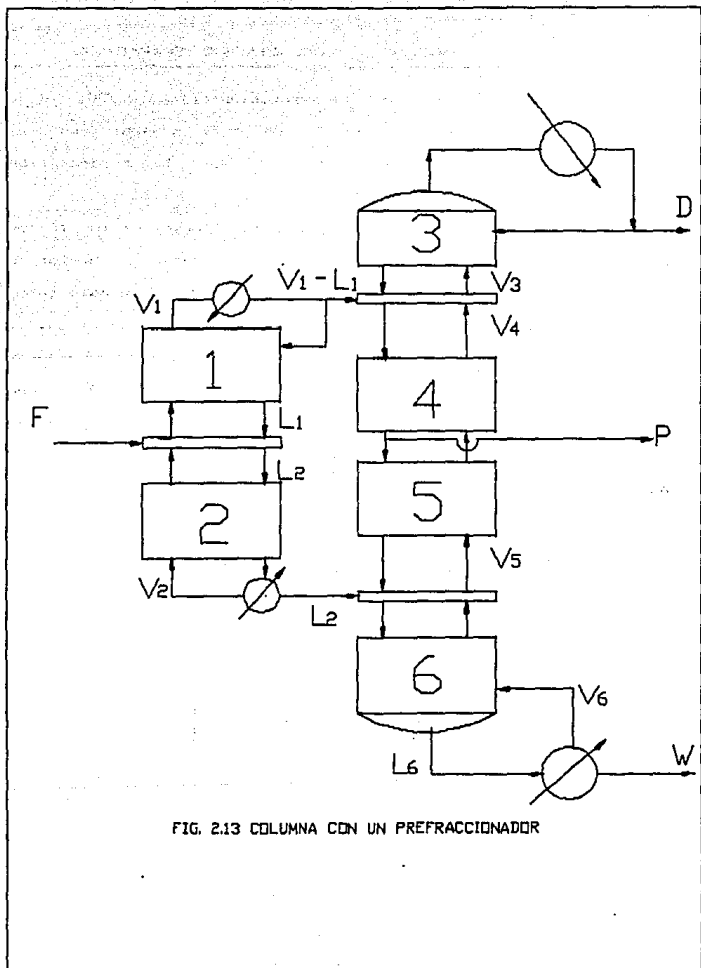 D
3
V1 - L1
V3
V1
V4
1
4
F
L1
P
L2
5
2
V5
V2
L2
6
V6
L6
W
FIG. 2.13 COLUMNA CON UN PREFRACCIONADOR